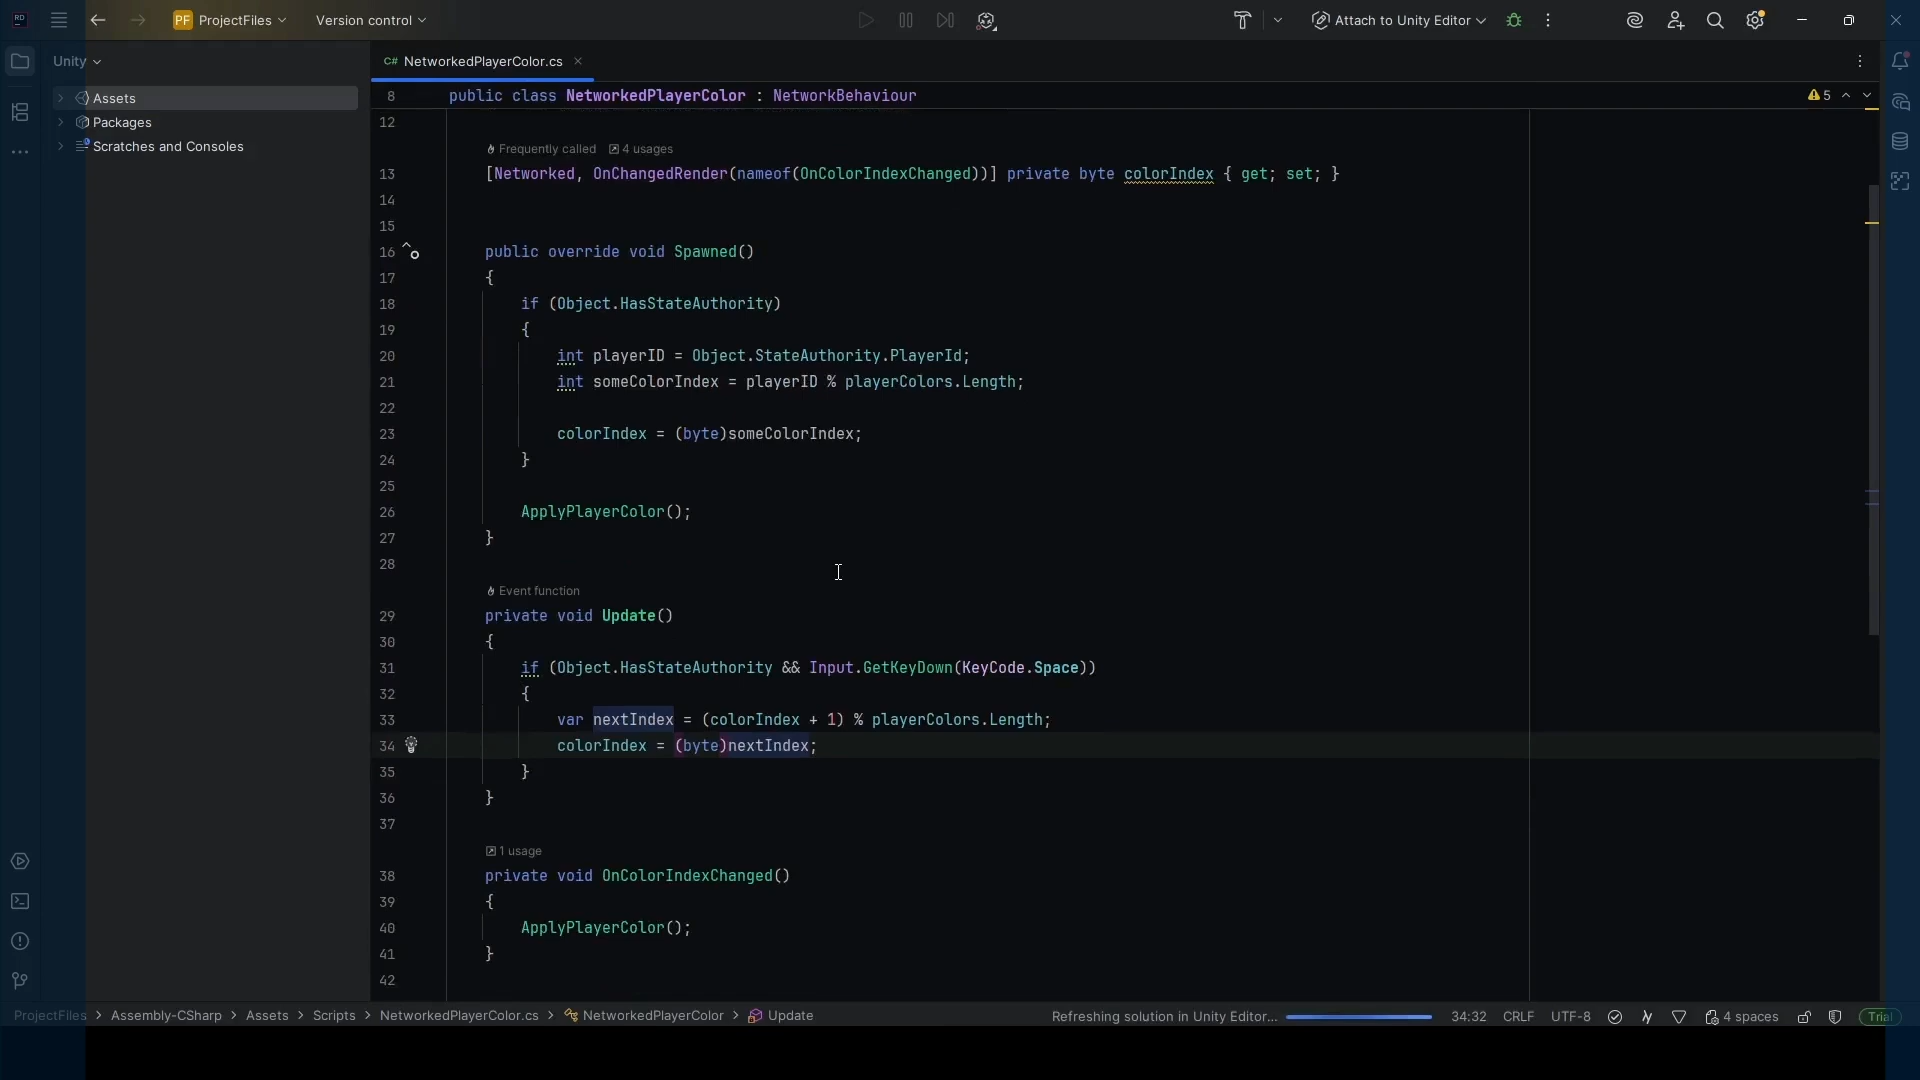 RD PF ProjectFiles Version control Attach to Unity Editor
Unity C# NetworkedPlayerColor.cs
Assets
Packages
Scratches and Consoles
8 public class NetworkedPlayerColor : NetworkBehaviour 5
12
Frequently called 4 usages
13 [Networked, OnChangedRender(nameof(OnColorIndexChanged))] private byte colorIndex { get; set; }
14
15
16 public override void Spawned()
17 {
18 if (Object.HasStateAuthority)
19 {
20 int playerID = Object.StateAuthority.PlayerId;
21 int someColorIndex = playerID % playerColors.Length;
22
23 colorIndex = (byte)someColorIndex;
24 }
25
26 ApplyPlayerColor();
27 }
28
Event function
29 private void Update()
30 {
31 if (Object.HasStateAuthority && Input.GetKeyDown(KeyCode.Space))
32 {
33 var nextIndex = (colorIndex + 1) % playerColors.Length;
34 colorIndex = (byte)nextIndex;
35 }
36 }
37
1 usage
38 private void OnColorIndexChanged()
39 {
40 ApplyPlayerColor();
41 }
42
ProjectFiles > Assembly-CSharp > Assets > Scripts > NetworkedPlayerColor.cs > NetworkedPlayerColor > Update Refreshing solution in Unity Editor... 34:32 CRLF UTF-8 4 spaces Trial